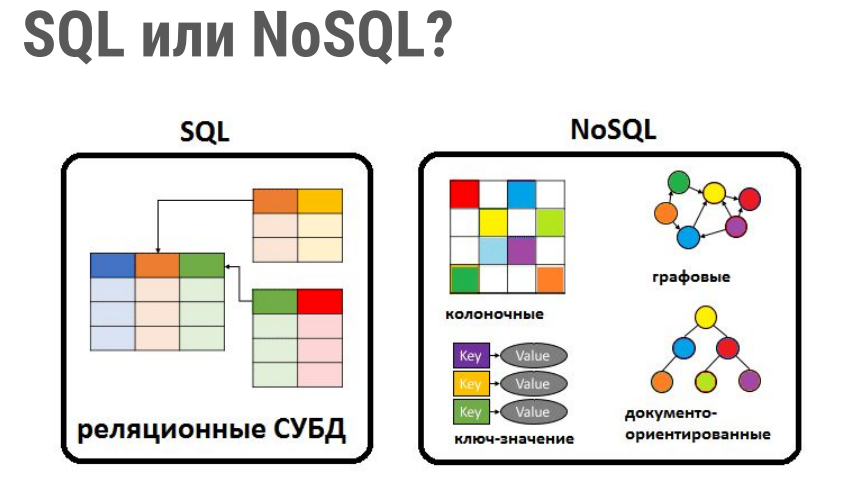 SQL или NoSQL?
SQL
реляционные СУБД
NoSQL
колоночные
графовые
Key Value
Key Value
Key Value
ключ-значение
документо-
ориентированные